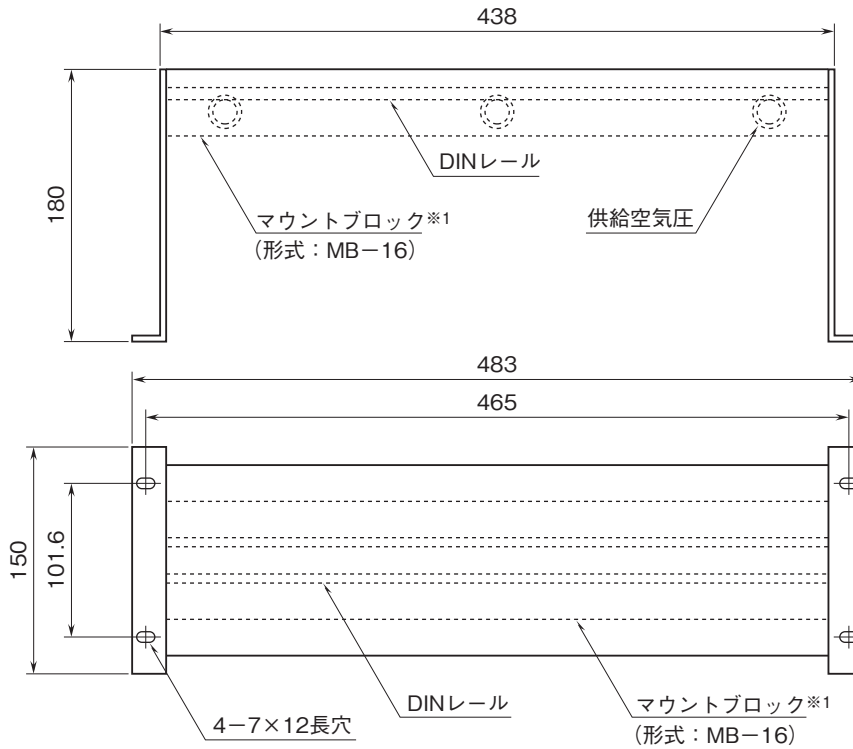 438
180
DINレール
マウントブロック※1
(形式：MB－16)
供給空気圧
483
465
150
101.6
4－7×12長穴
DINレール
マウントブロック※1
(形式：MB－16)